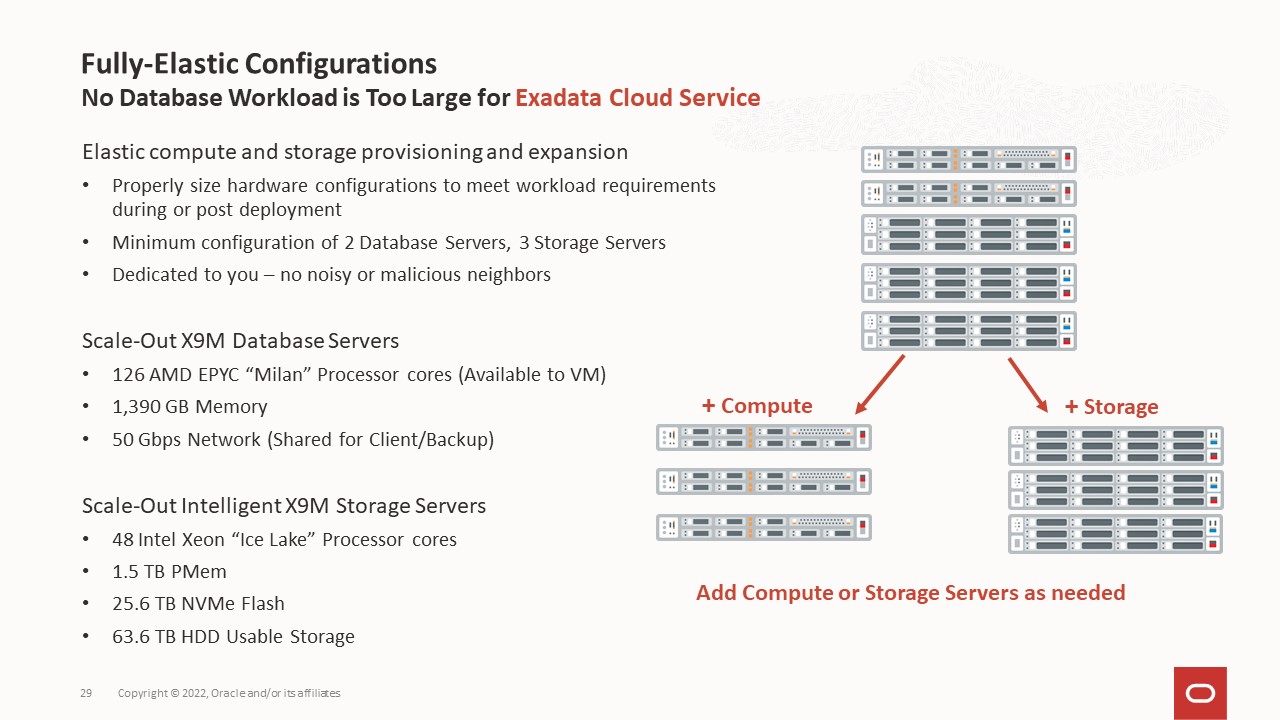 Fully-Elastic Configurations
No Database Workload is Too Large for Exadata Cloud Service
Elastic compute and storage provisioning and expansion
• Properly size hardware configurations to meet workload requirements
during or post deployment
• Minimum configuration of 2 Database Servers, 3 Storage Servers
• Dedicated to you – no noisy or malicious neighbors
Scale-Out X9M Database Servers
• 126 AMD EPYC “Milan” Processor cores (Available to VM)
• 1,390 GB Memory
• 50 Gbps Network (Shared for Client/Backup)
Scale-Out Intelligent X9M Storage Servers
• 48 Intel Xeon “Ice Lake” Processor cores
• 1.5 TB PMem
• 25.6 TB NVMe Flash
• 63.6 TB HDD Usable Storage
+ Compute
+ Storage
Add Compute or Storage Servers as needed
29 Copyright © 2022, Oracle and/or its affiliates